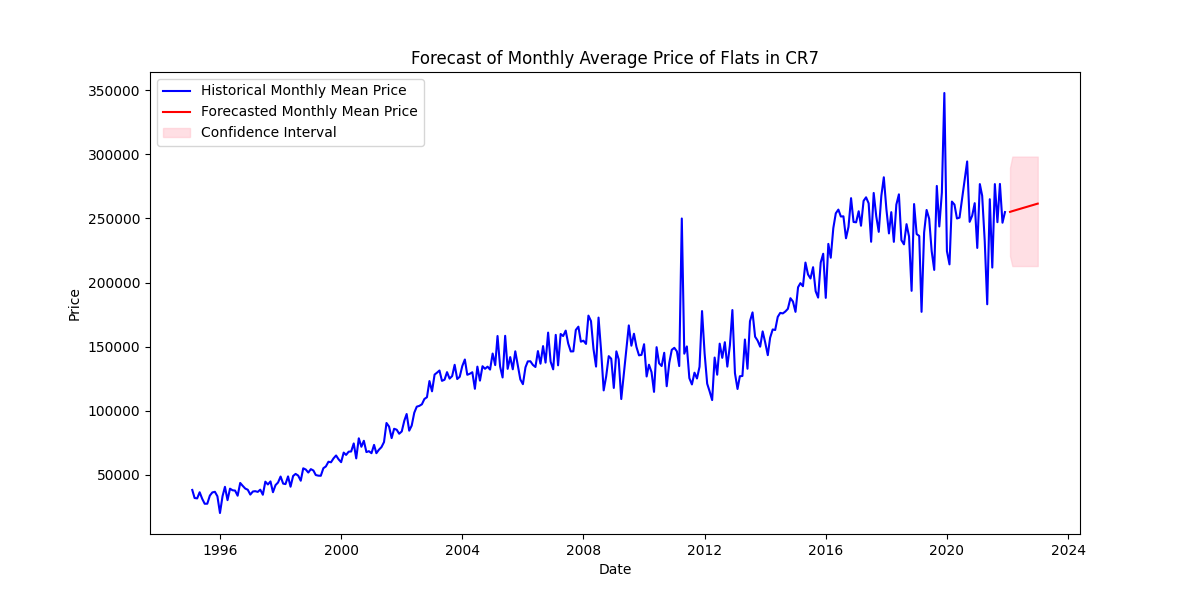 Forecast of Monthly Average Price of Flats in CR7
Historical Monthly Mean Price
Forecasted Monthly Mean Price
Confidence Interval
350000
300000
250000
200000
150000
100000
50000
Price
1996 2000 2004 2008 2012 2016 2020 2024
Date